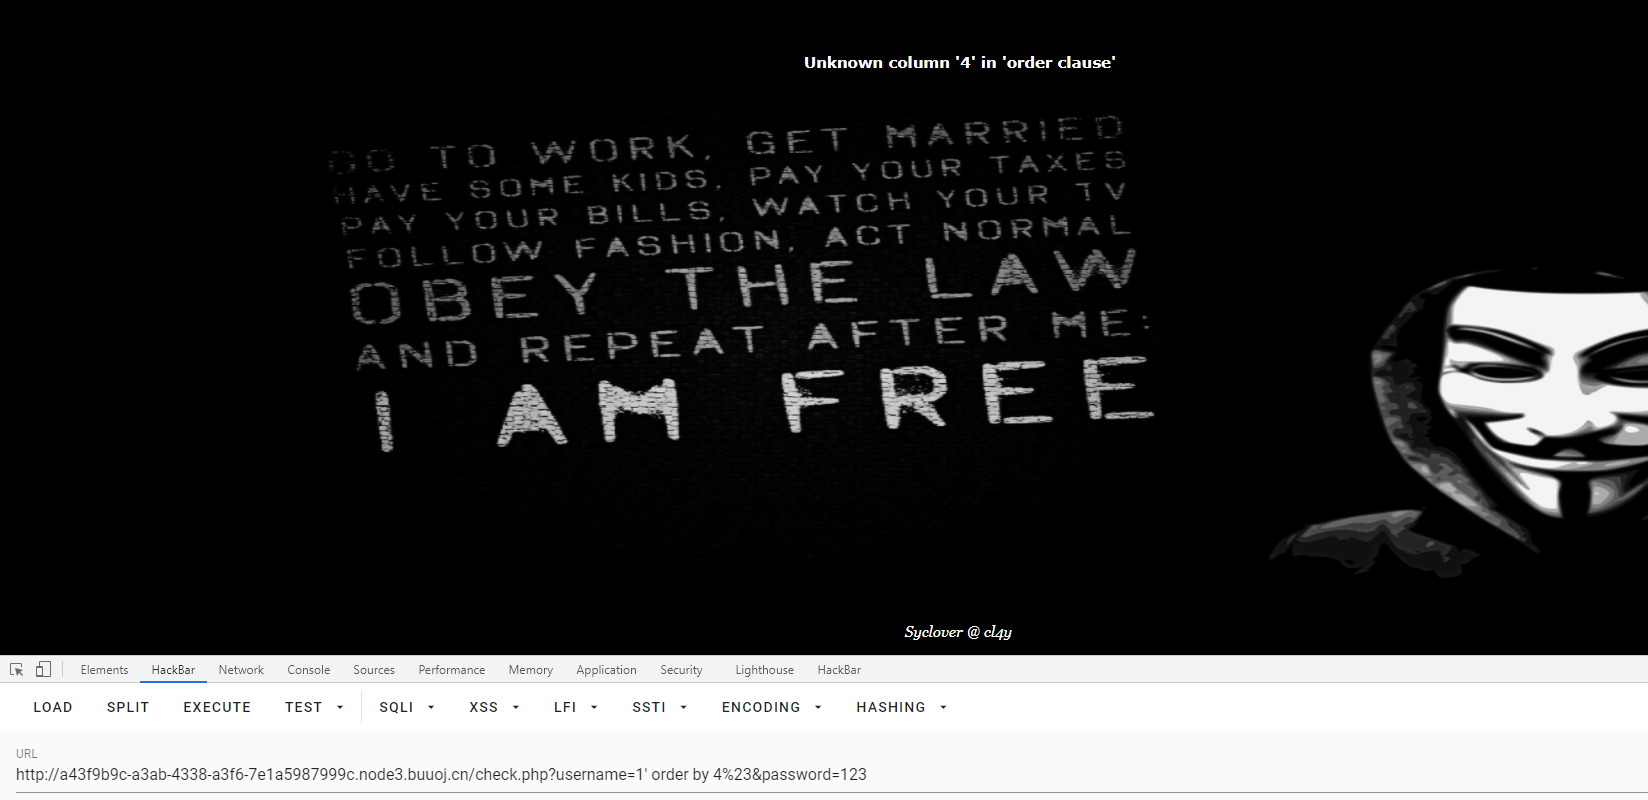 Unknown column '4' in 'order clause'
GO TO WORK, GET MARRIED
HAVE SOME KIDS, PAY YOUR TAXES
PAY YOUR BILLS, WATCH YOUR TV
FOLLOW FASHION, ACT NORMAL
OBEY THE LAW
AND REPEAT AFTER ME:
I AM FREE
Syclover @ cl4y
Elements HackBar Network Console Sources Performance Memory Application Security Lighthouse HackBar
LOAD SPLIT EXECUTE TEST SQLI XSS LFI SSTI ENCODING HASHING
URL
http://a43f9b9c-a3ab-4338-a3f6-7e1a5987999c.node3.buuoj.cn/check.php?username=1' order by 4%23&password=123